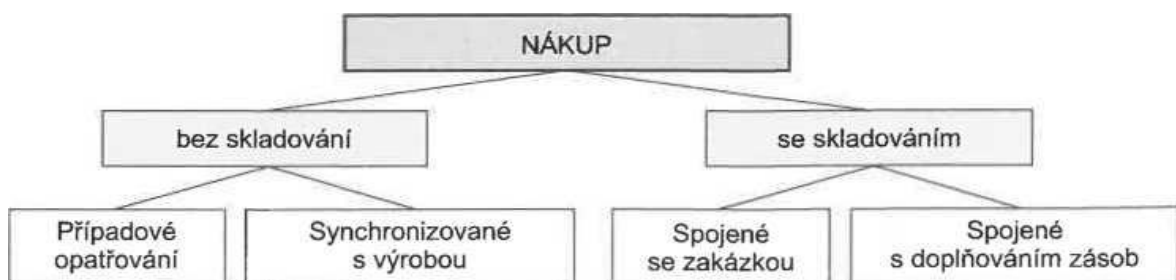 NÁKUP
bez skladování
se skladováním
Případové
opatřování
Synchronizované
s výrobou
Spojené
se zakázkou
Spojené
s doplňováním zásob